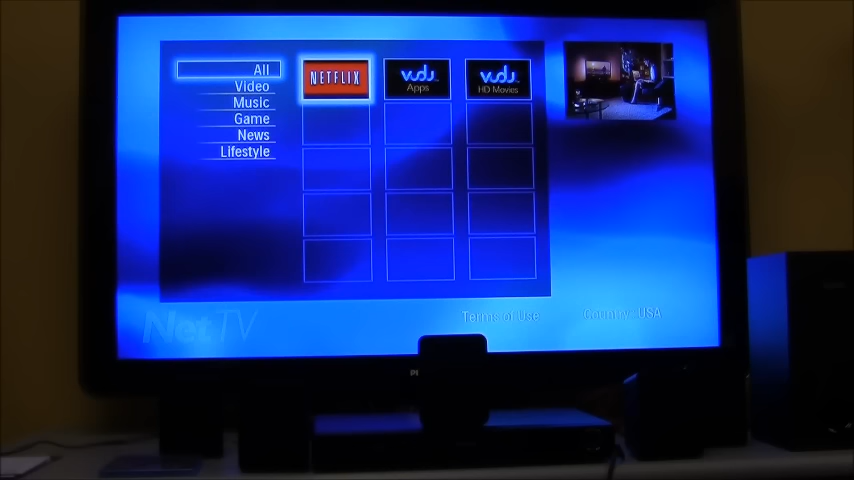 All
Video
Music
Game
News
Lifestyle
NETFLIX
vudu
Apps
vudu
HD Movies
Net TV
Terms of Use
Country: USA